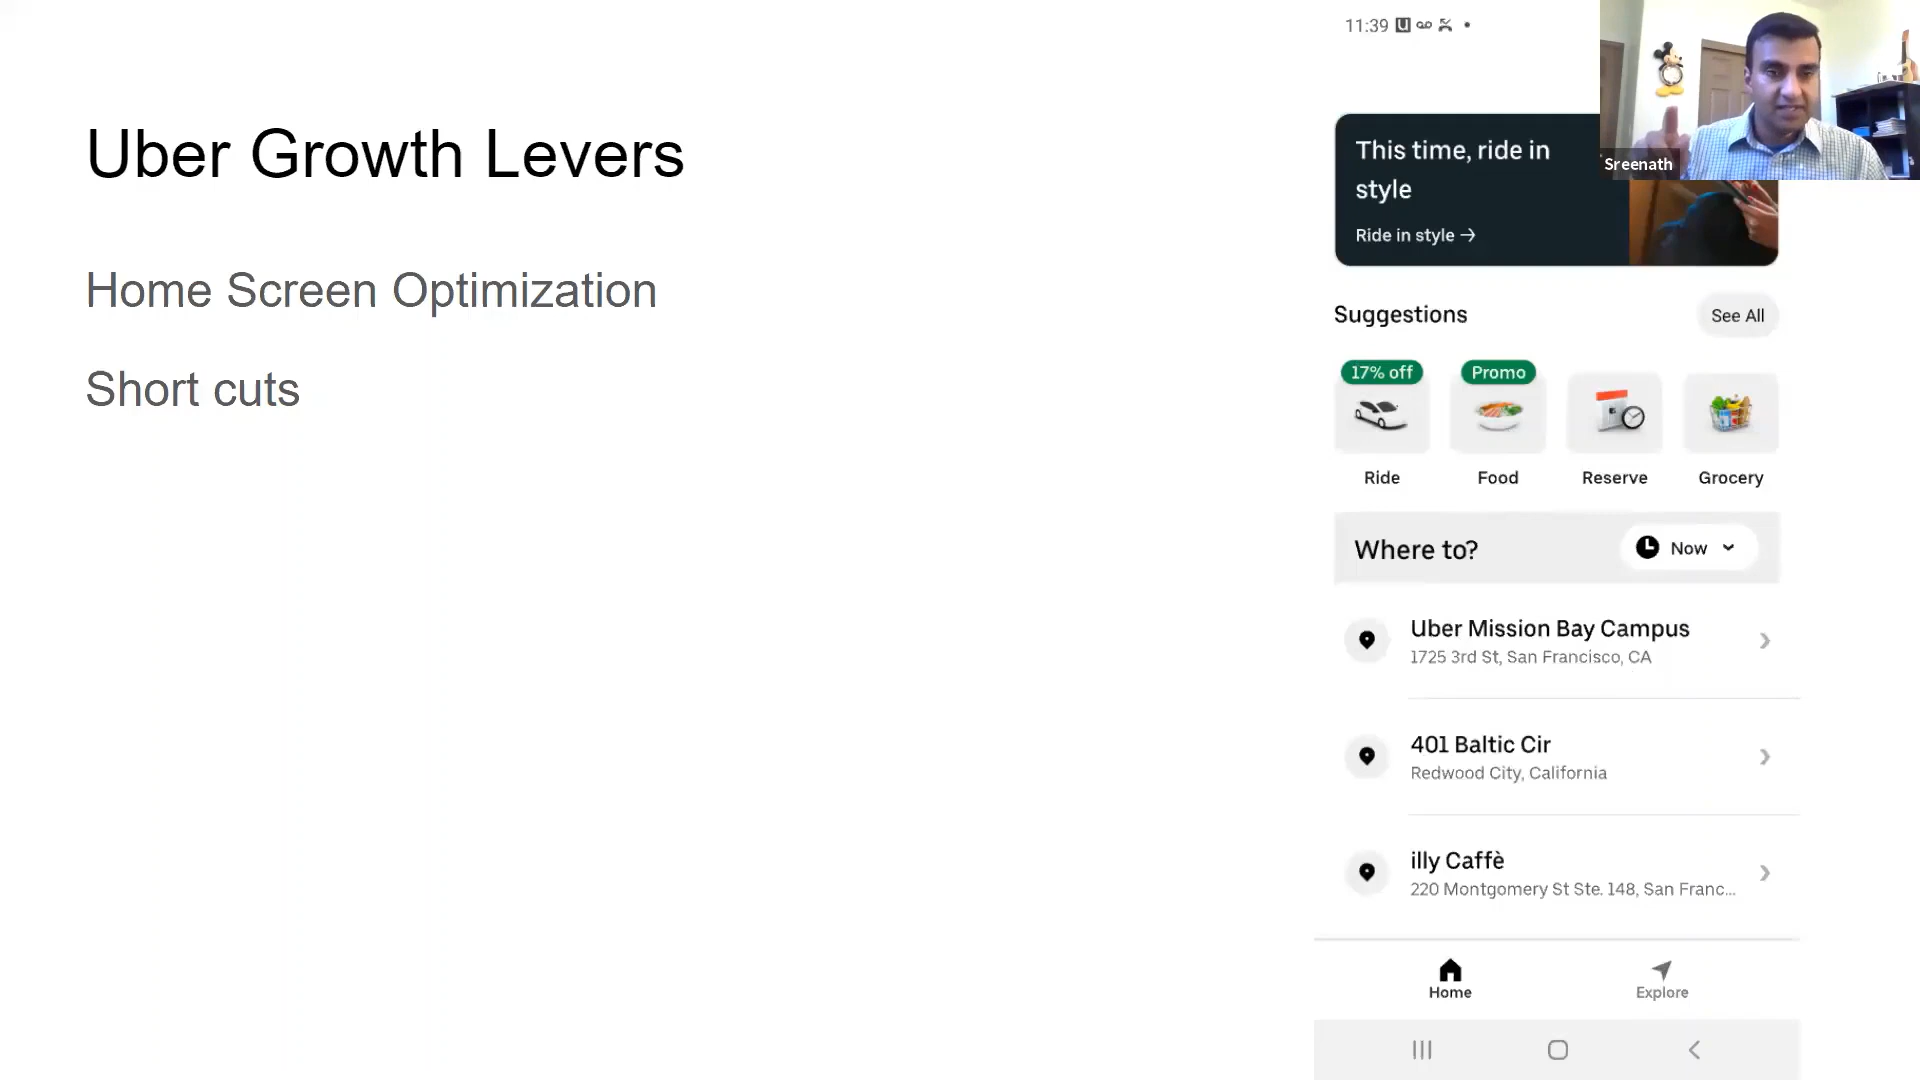 Uber Growth Levers
Home Screen Optimization
Short cuts
11:39
Sreenath
This time, ride in
style
Ride in style →
Suggestions
See All
17% off
Promo
Ride
Food
Reserve
Grocery
Where to?
Now
Uber Mission Bay Campus
1725 3rd St, San Francisco, CA
401 Baltic Cir
Redwood City, California
illy Caffè
220 Montgomery St Ste. 148, San Franc...
Home
Explore